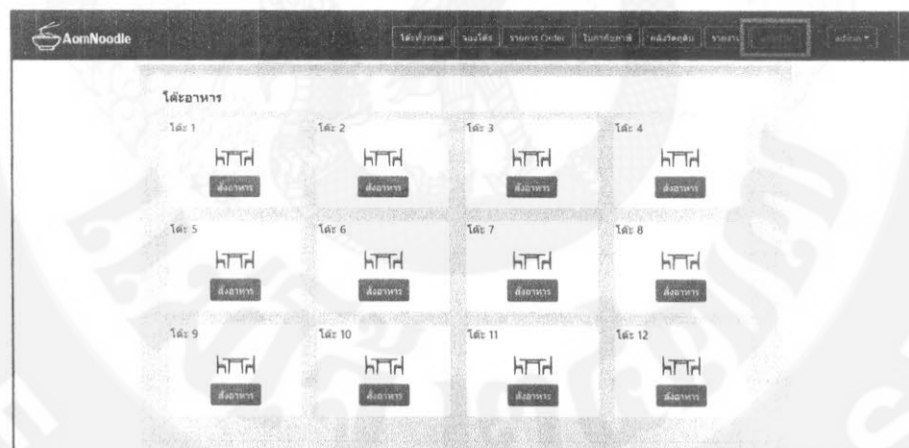 AomNoodle
โต๊ะทั้งหมด จองโต๊ะ รายการ Order ใบกำกับภาษี คลังวัตถุดิบ รายงาน admin
โต๊ะอาหาร
โต๊ะ 1 โต๊ะ 2 โต๊ะ 3 โต๊ะ 4
สั่งอาหาร สั่งอาหาร สั่งอาหาร สั่งอาหาร
โต๊ะ 5 โต๊ะ 6 โต๊ะ 7 โต๊ะ 8
สั่งอาหาร สั่งอาหาร สั่งอาหาร สั่งอาหาร
โต๊ะ 9 โต๊ะ 10 โต๊ะ 11 โต๊ะ 12
สั่งอาหาร สั่งอาหาร สั่งอาหาร สั่งอาหาร